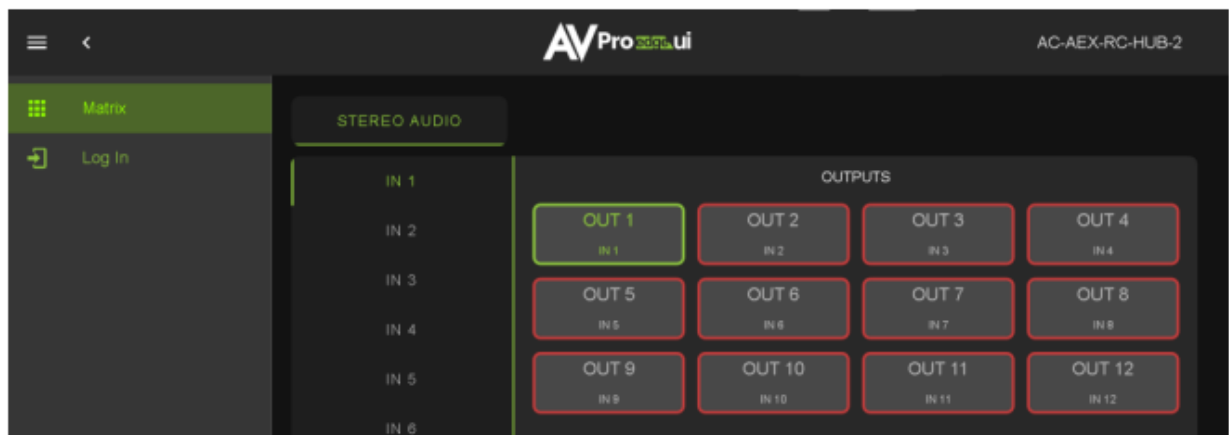 AVPro edge.ui
AC-AEX-RC-HUB-2
Matrix
Log In
STEREO AUDIO
IN 1
IN 2
IN 3
IN 4
IN 5
IN 6
OUTPUTS
OUT 1
IN 1
OUT 2
IN 2
OUT 3
IN 3
OUT 4
IN 4
OUT 5
IN 5
OUT 6
IN 6
OUT 7
IN 7
OUT 8
IN 8
OUT 9
IN 9
OUT 10
IN 10
OUT 11
IN 11
OUT 12
IN 12